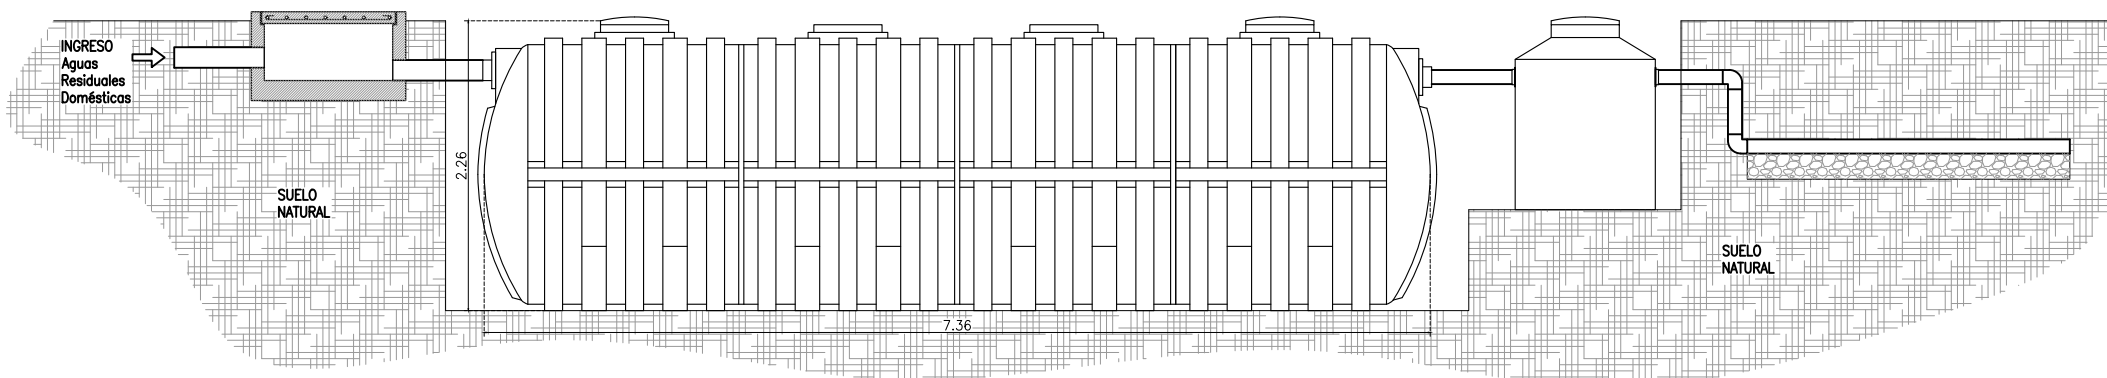 INGRESO
Aguas
Residuales
Domésticas
2.26
SUELO
NATURAL
7.36
SUELO
NATURAL